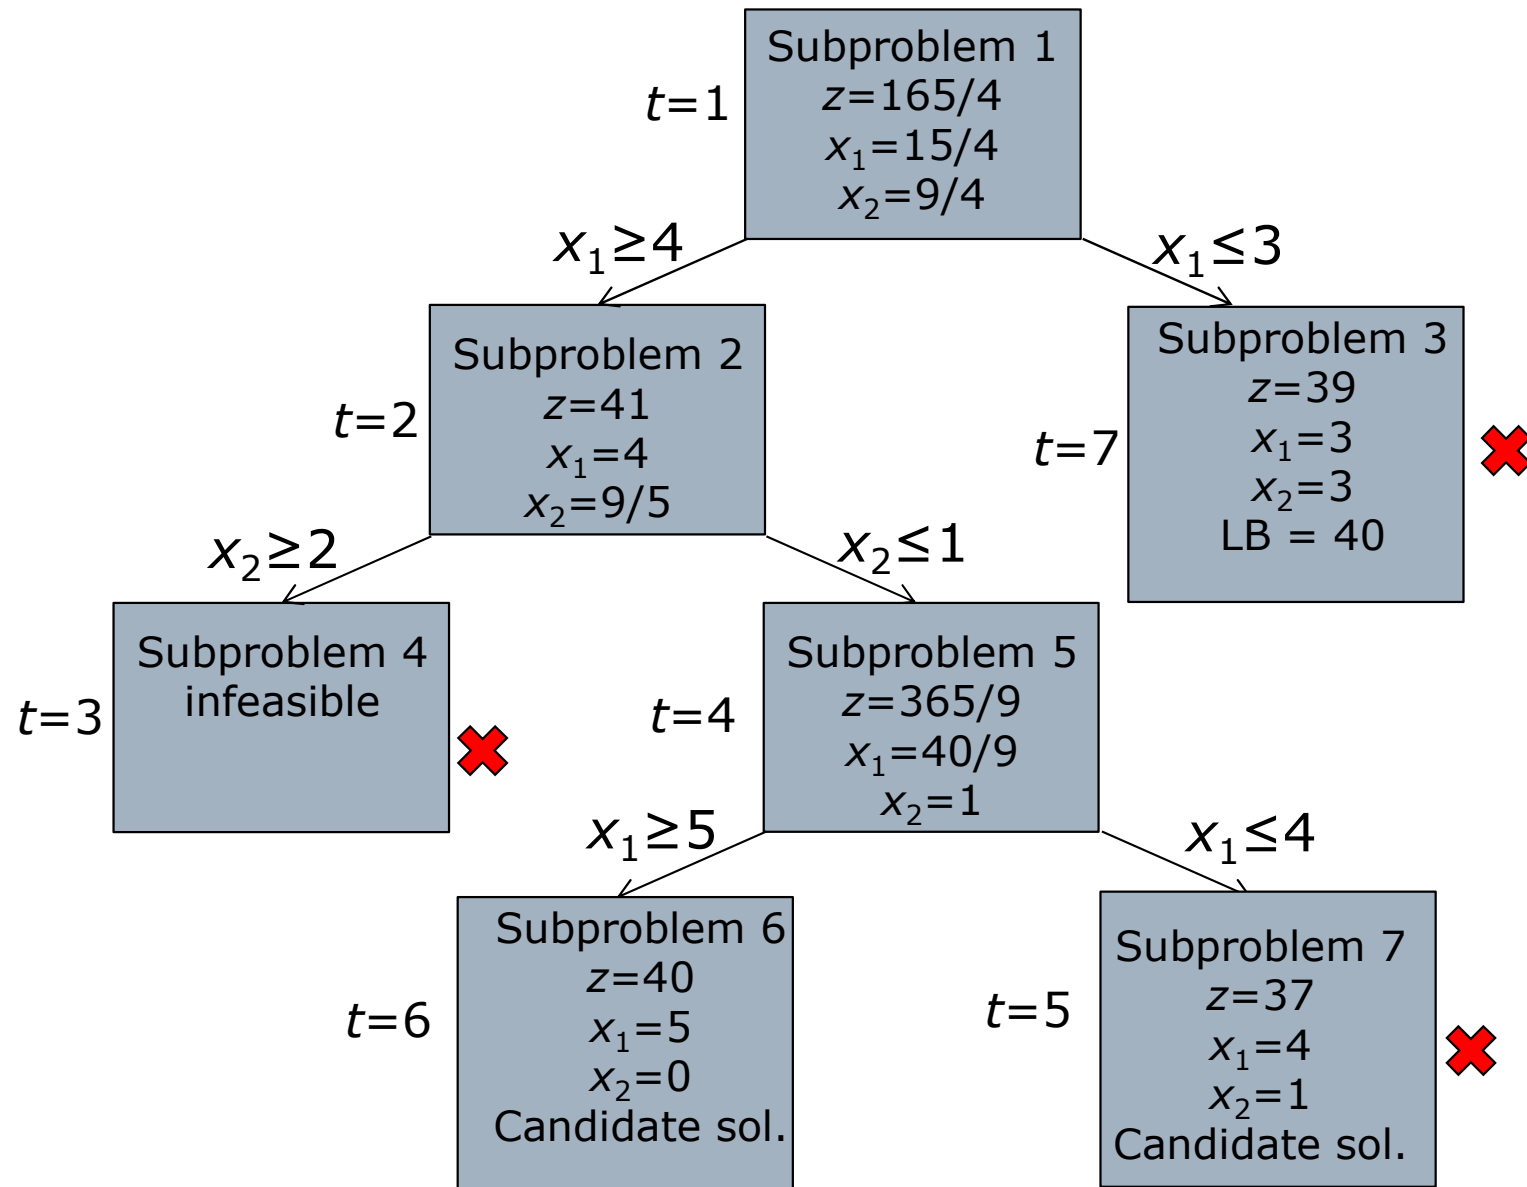 Subproblem 1
z=165/4
x₁=15/4
x₂=9/4
t=1
x₁≥4
x₁≤3
Subproblem 2
z=41
x₁=4
x₂=9/5
t=2
Subproblem 3
z=39
x₁=3
x₂=3
LB = 40
t=7
x₂≥2
x₂≤1
Subproblem 4
infeasible
t=3
Subproblem 5
z=365/9
x₁=40/9
x₂=1
t=4
x₁≥5
x₁≤4
Subproblem 6
z=40
x₁=5
x₂=0
Candidate sol.
t=6
Subproblem 7
z=37
x₁=4
x₂=1
Candidate sol.
t=5